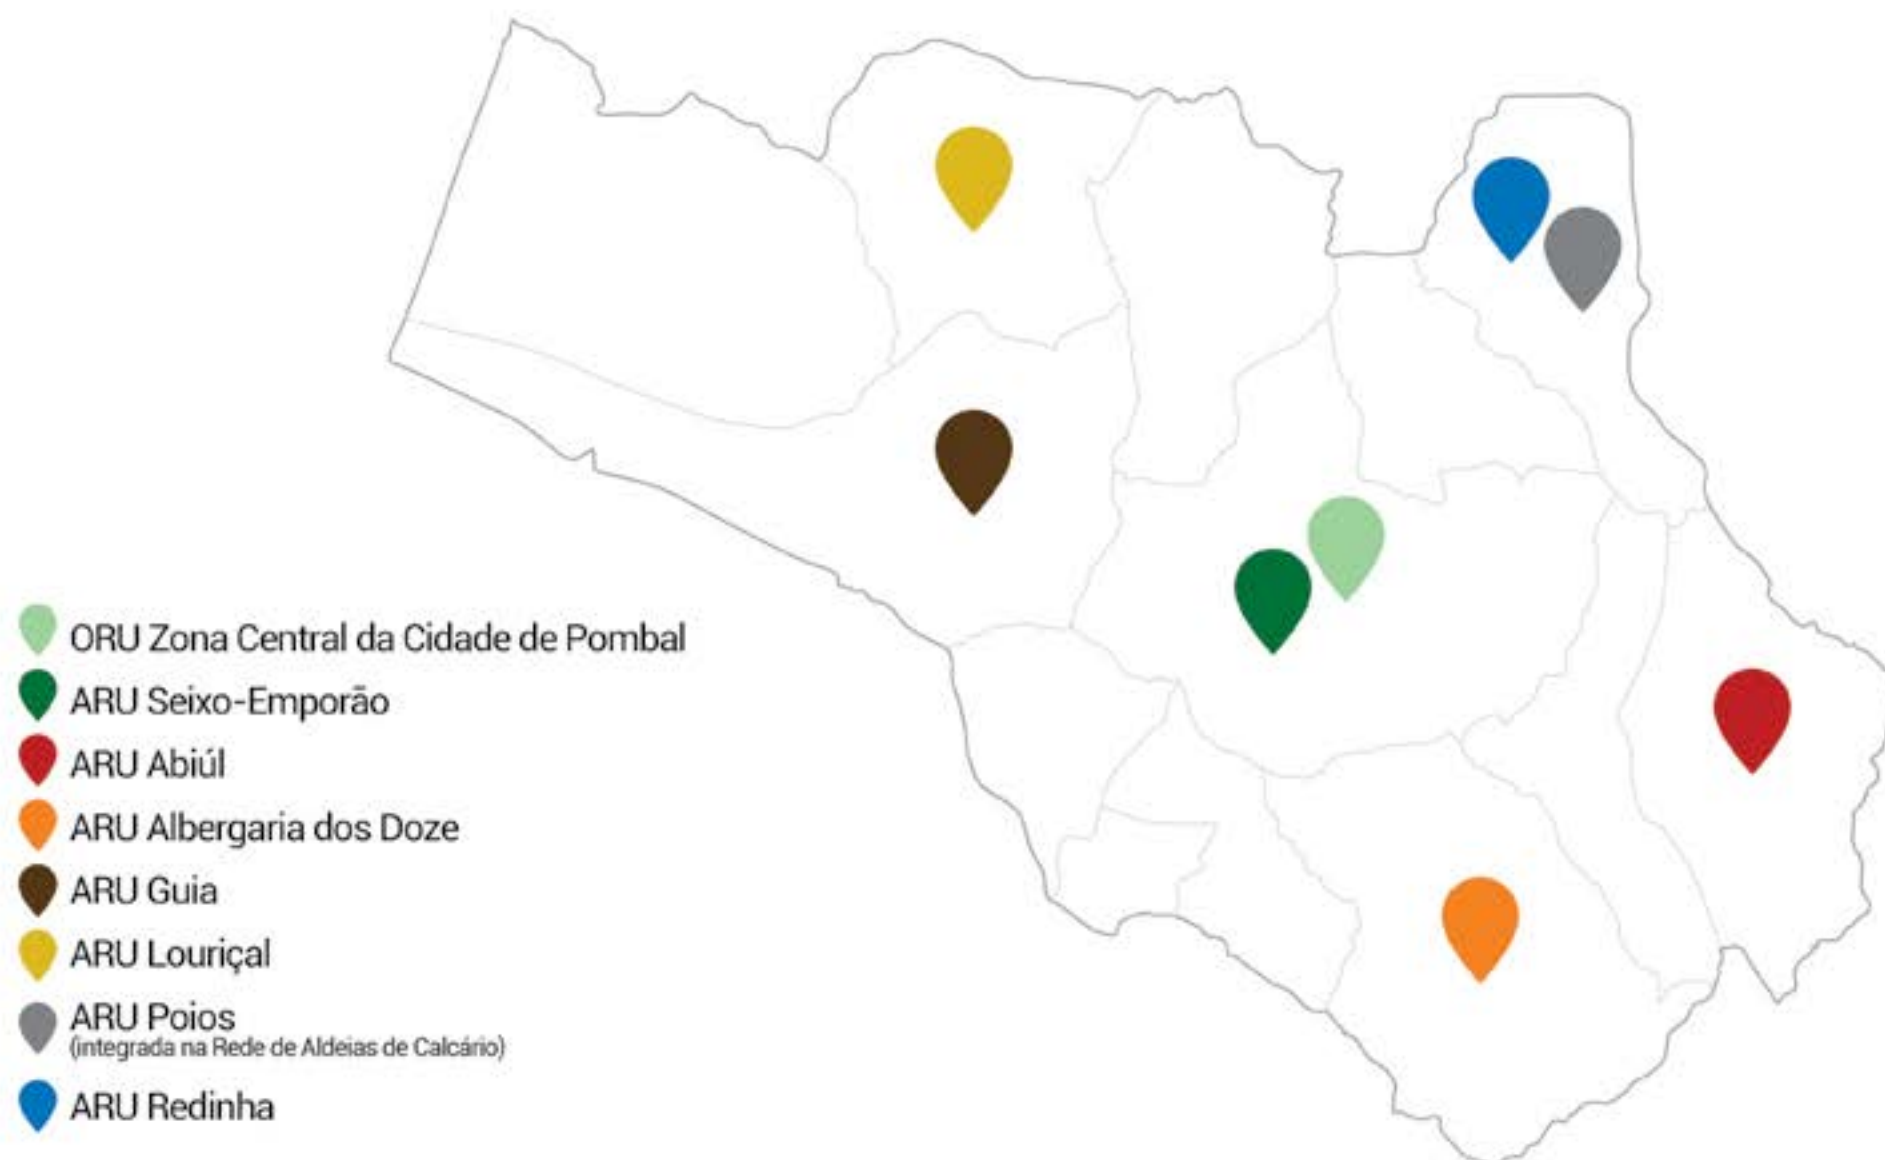 ORU Zona Central da Cidade de Pombal
ARU Seixo-Emporão
ARU Abiúl
ARU Albergaria dos Doze
ARU Guia
ARU Louriçal
ARU Poios
(integrada na Rede de Aldeias de Calcário)
ARU Redinha